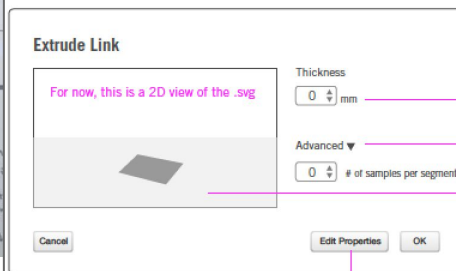 Extrude Link
For now, this is a 2D view of the .svg
Thickness
0 mm
Advanced ▼
0 # of samples per segment
Cancel
Edit Properties
OK